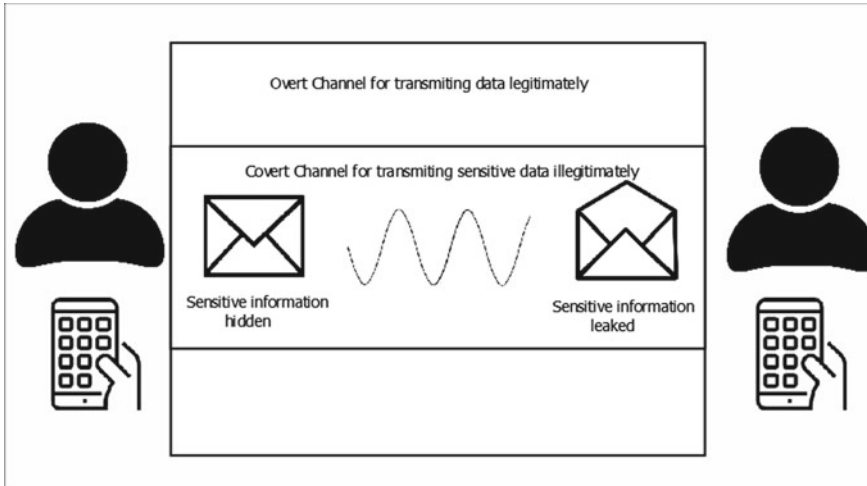 Overt Channel for transmiting data legitimately
Covert Channel for transmiting sensitive data illegitimately
Sensitive information
hidden
Sensitive information
leaked